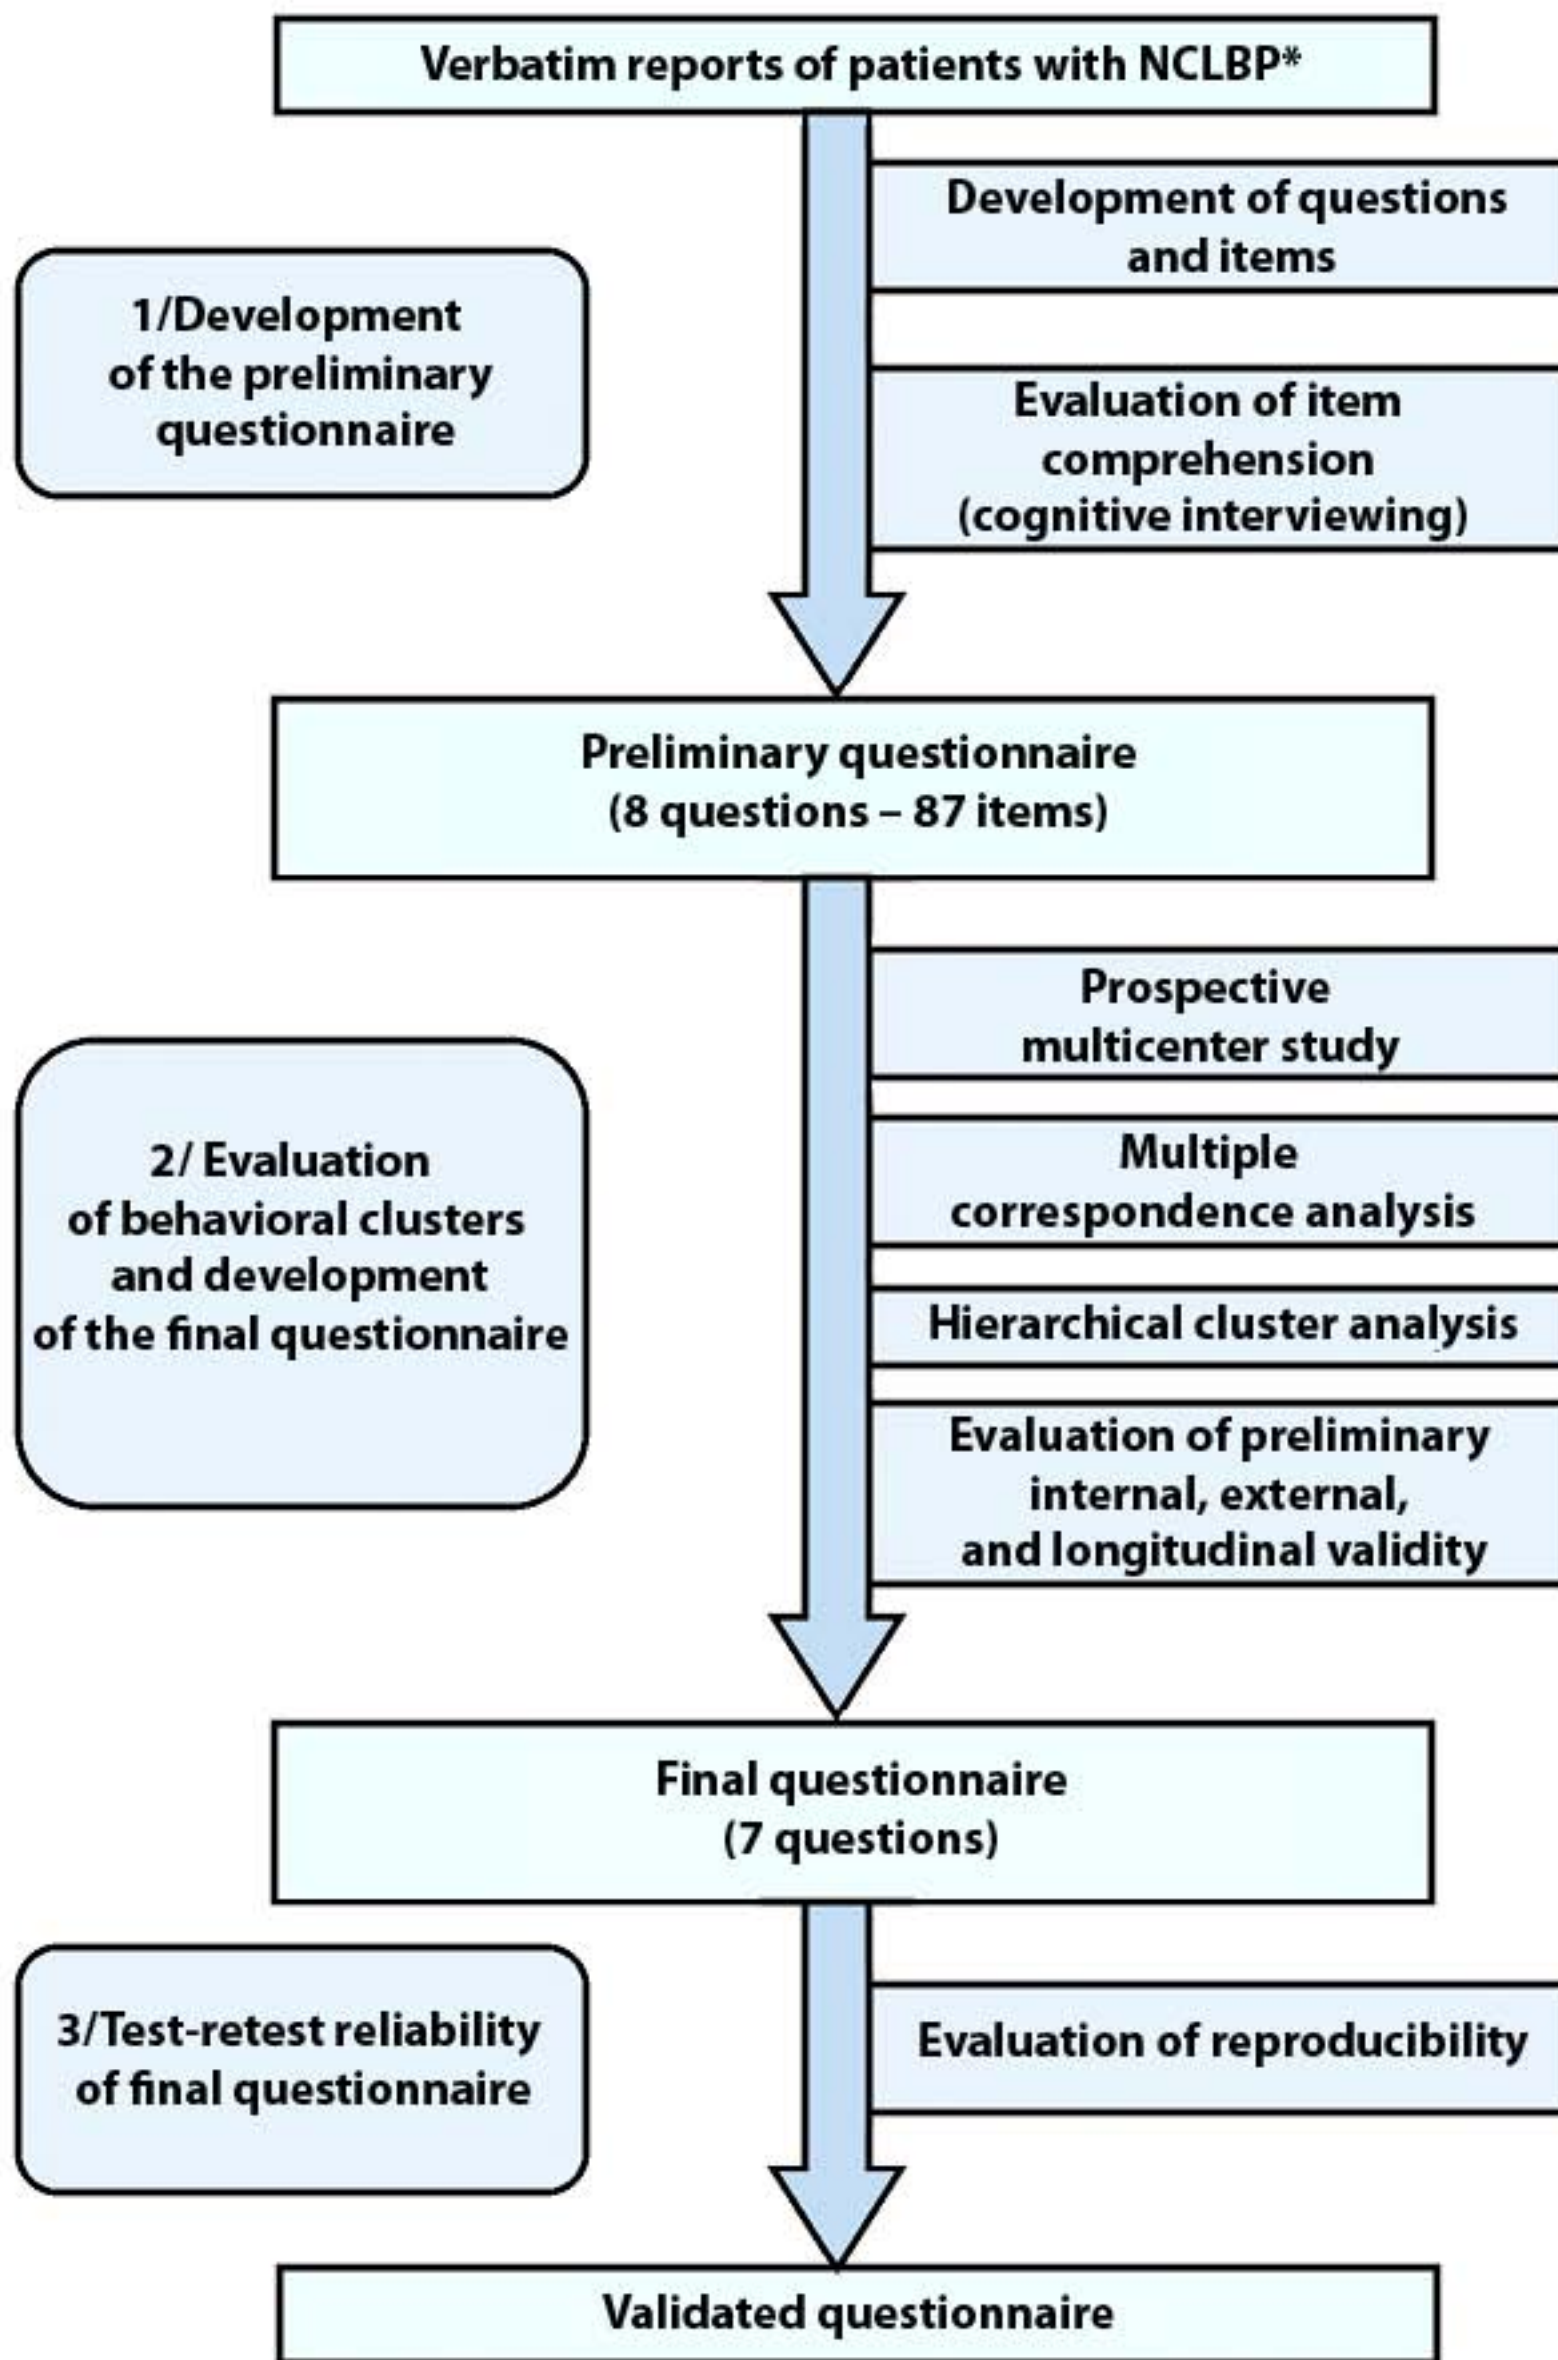 Verbatim reports of patients with NCLBP*
Development of questions
and items
1/Development
of the preliminary
questionnaire
Evaluation of item
comprehension
(cognitive interviewing)
Preliminary questionnaire
(8 questions – 87 items)
Prospective
multicenter study
Multiple
correspondence analysis
2/ Evaluation
of behavioral clusters
and development
of the final questionnaire
Hierarchical cluster analysis
Evaluation of preliminary
internal, external,
and longitudinal validity
Final questionnaire
(7 questions)
3/Test-retest reliability
of final questionnaire
Evaluation of reproducibility
Validated questionnaire